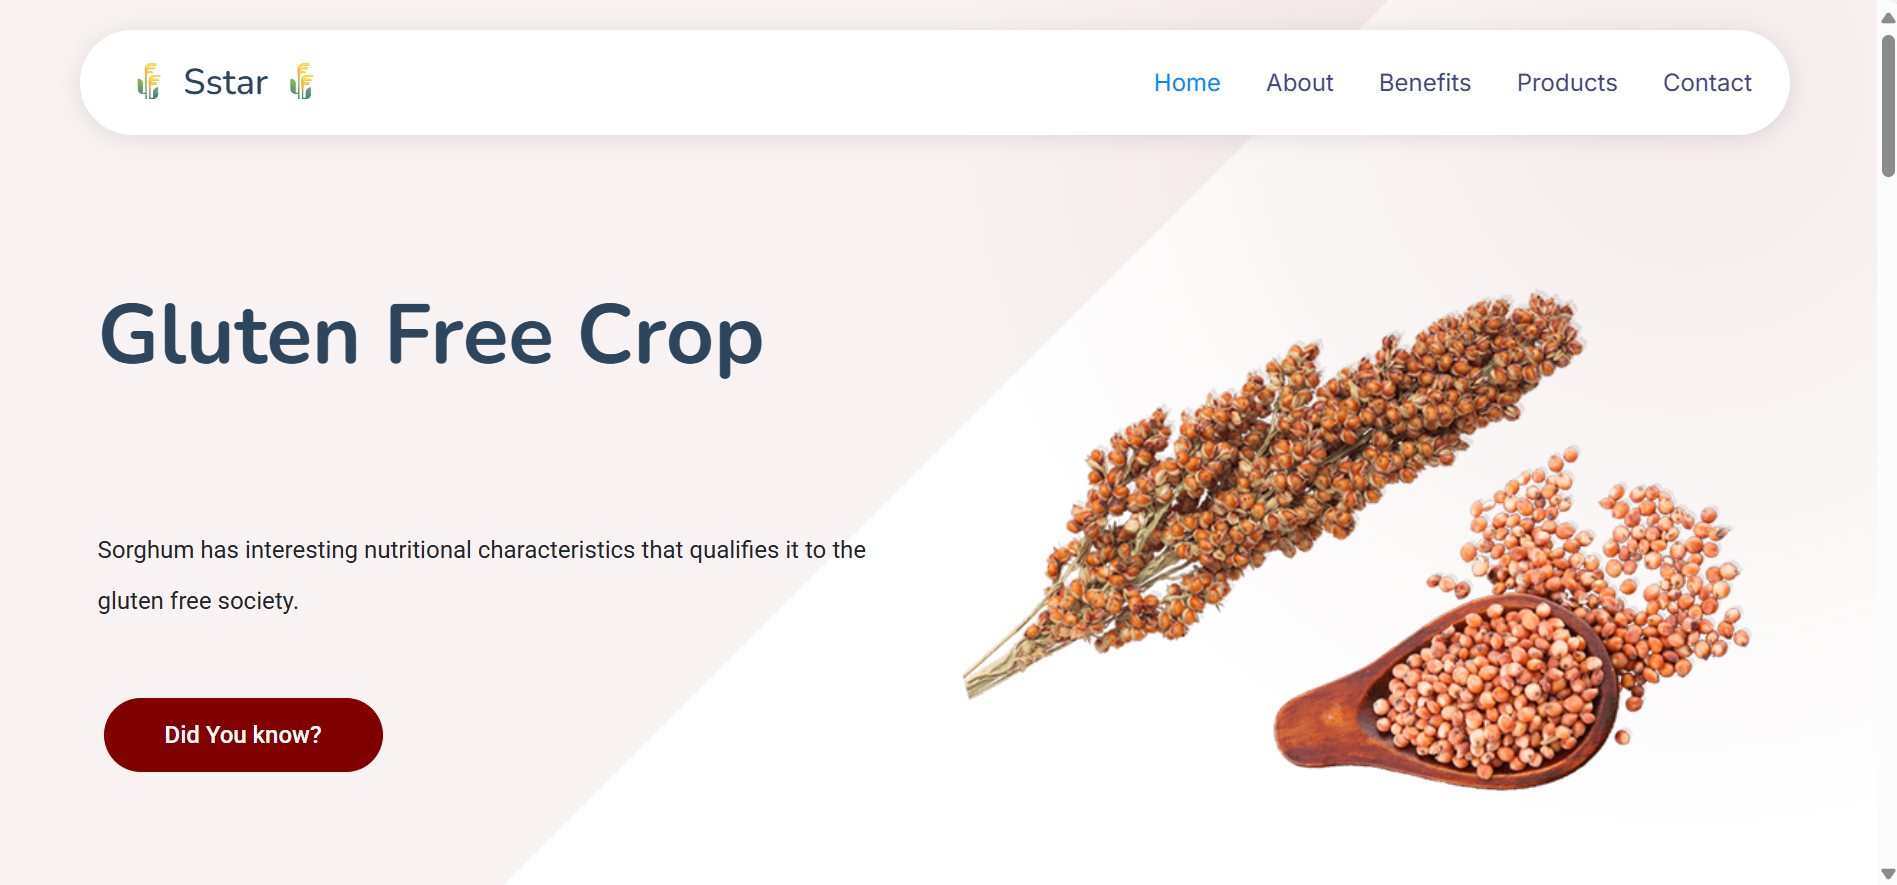 Sstar
Home About Benefits Products Contact
Gluten Free Crop
Sorghum has interesting nutritional characteristics that qualifies it to the
gluten free society.
Did You know?